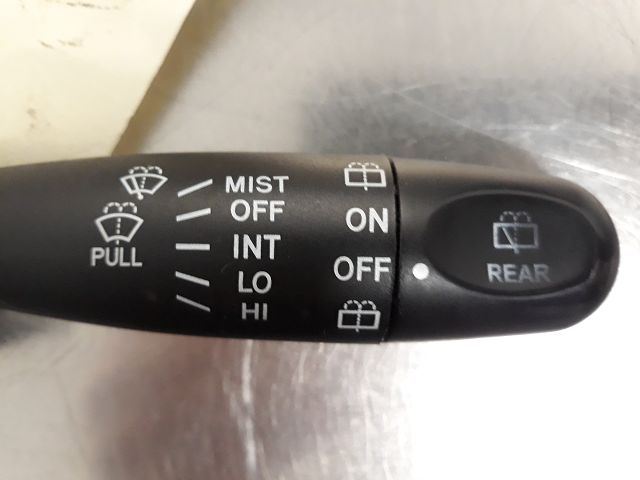 MIST
OFF
INT
LO
HI
PULL
ON
OFF
REAR